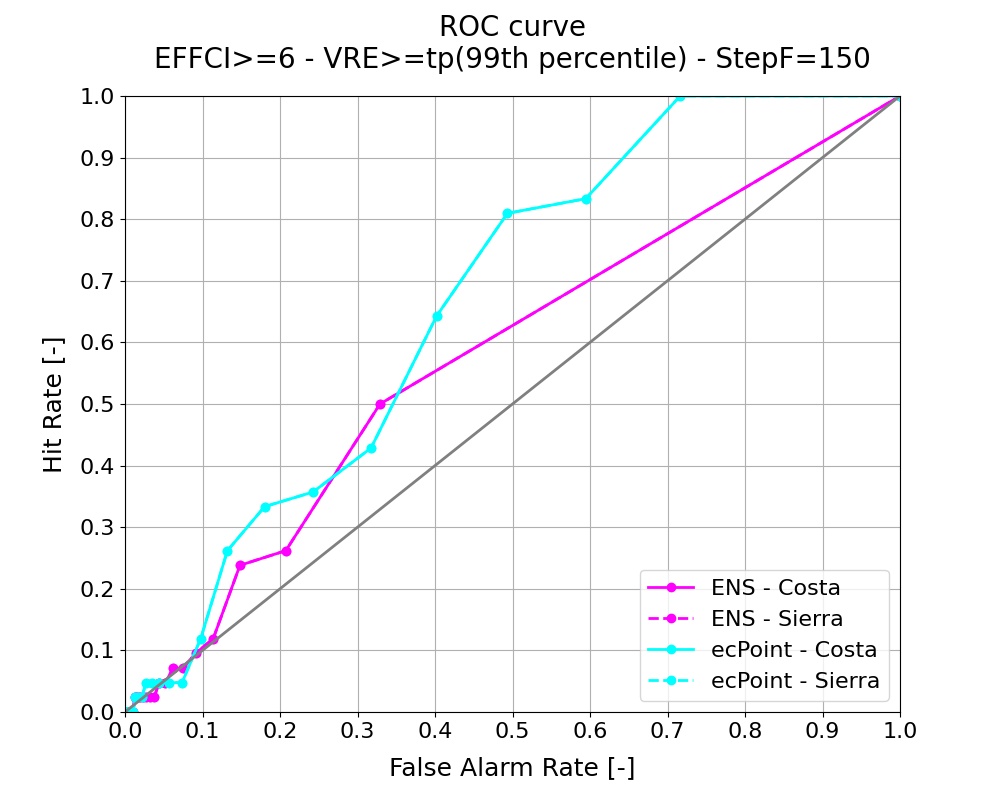 ROC curve
EFFCI>=6 - VRE>=tp(99th percentile) - StepF=150
1.0
0.9
0.8
0.7
0.6
0.5
0.4
0.3
0.2
0.1
0.0
Hit Rate [-]
ENS - Costa
ENS - Sierra
ecPoint - Costa
ecPoint - Sierra
0.0 0.1 0.2 0.3 0.4 0.5 0.6 0.7 0.8 0.9 1.0
False Alarm Rate [-]